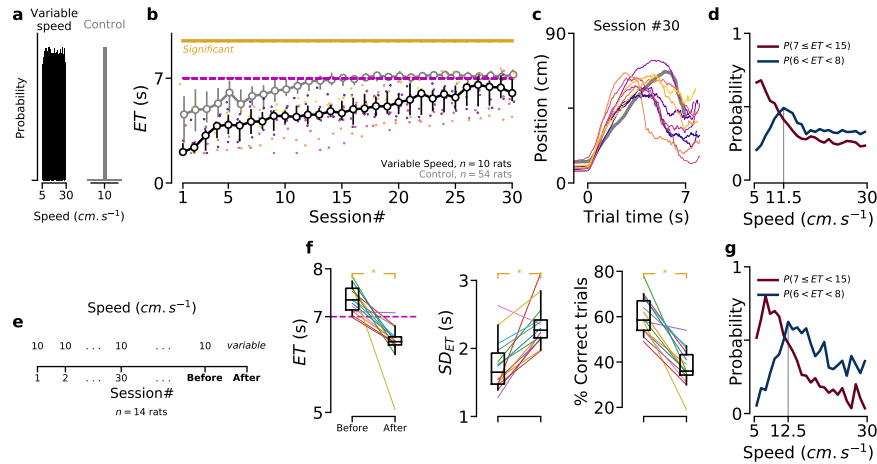 a
Variable
speed
Control
Probability
5
30
10
Speed (cm. s⁻¹)
b
Significant
ET (s)
7
0
Variable Speed, n = 10 rats
Control, n = 54 rats
1
5
10
15
20
25
30
Session#
c
Session #30
90
0
Position (cm)
0
7
Trial time (s)
d
1
0
Probability
P(7 ≤ ET < 15)
P(6 < ET < 8)
5
11.5
30
Speed (cm. s⁻¹)
e
Speed (cm. s⁻¹)
10 10 . . . 10 . . . 10 variable
1 2 . . . 30 . . . Before After
Session#
n = 14 rats
f
8
7
5
ET (s)
*
Before
After
3
2
1
SD_ET (s)
*
80
60
40
20
% Correct trials
*
g
1
0
Probability
P(7 ≤ ET < 15)
P(6 < ET < 8)
5
12.5
30
Speed (cm. s⁻¹)